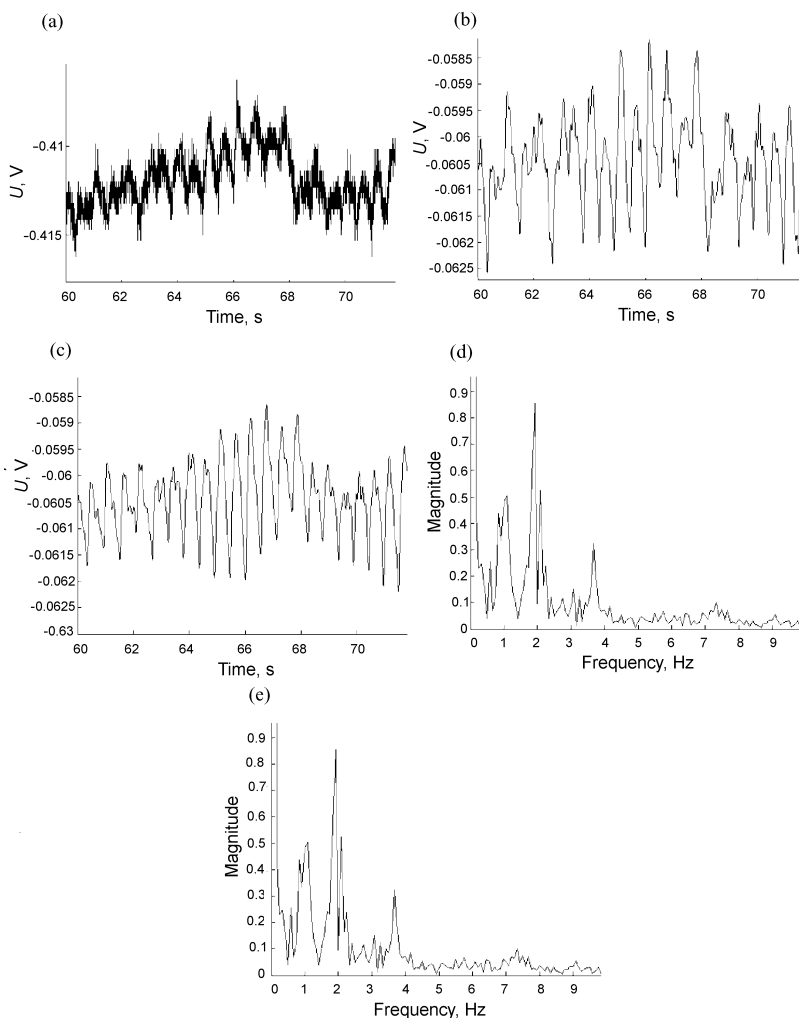 (a)
U, V
-0.41
-0.415
60 62 64 66 68 70
Time, s
(b)
U, V
-0.0585
-0.059
-0.0595
-0.06
-0.0605
-0.061
-0.0615
-0.062
-0.0625
60 62 64 66 68 70
Time, s
(c)
U, V
-0.0585
-0.059
-0.0595
-0.06
-0.0605
-0.061
-0.0615
-0.062
-0.0625
-0.63
60 62 64 66 68 70
Time, s
(d)
Magnitude
0.9
0.8
0.7
0.6
0.5
0.4
0.3
0.2
0.1
0
0 1 2 3 4 5 6 7 8 9
Frequency, Hz
(e)
Magnitude
0.9
0.8
0.7
0.6
0.5
0.4
0.3
0.2
0.1
0
0 1 2 3 4 5 6 7 8 9
Frequency, Hz